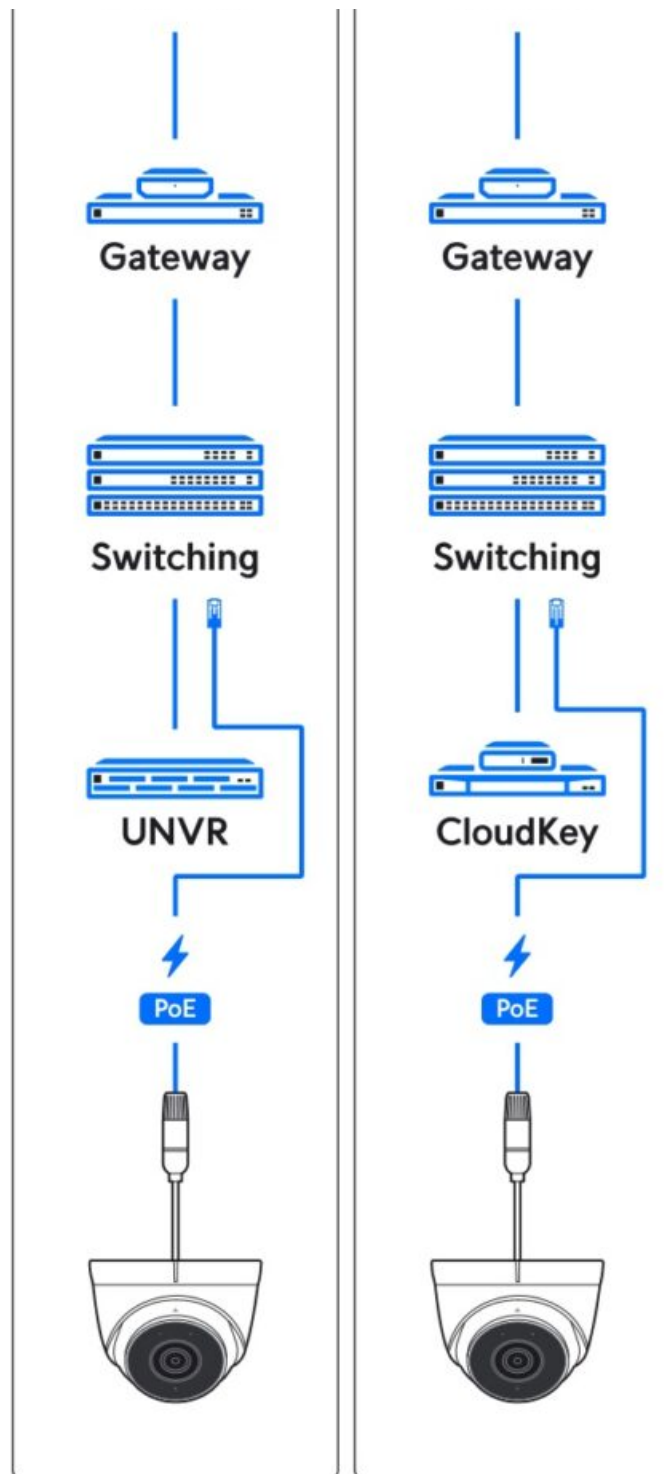 Gateway
Switching
UNVR
PoE
Gateway
Switching
CloudKey
PoE